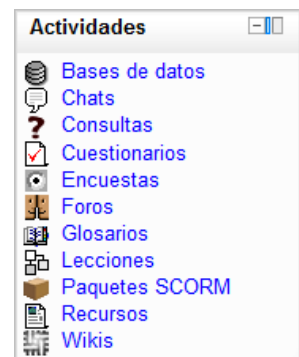 Actividades
Bases de datos
Chats
Consultas
Cuestionarios
Encuestas
Foros
Glosarios
Lecciones
Paquetes SCORM
Recursos
Wikis